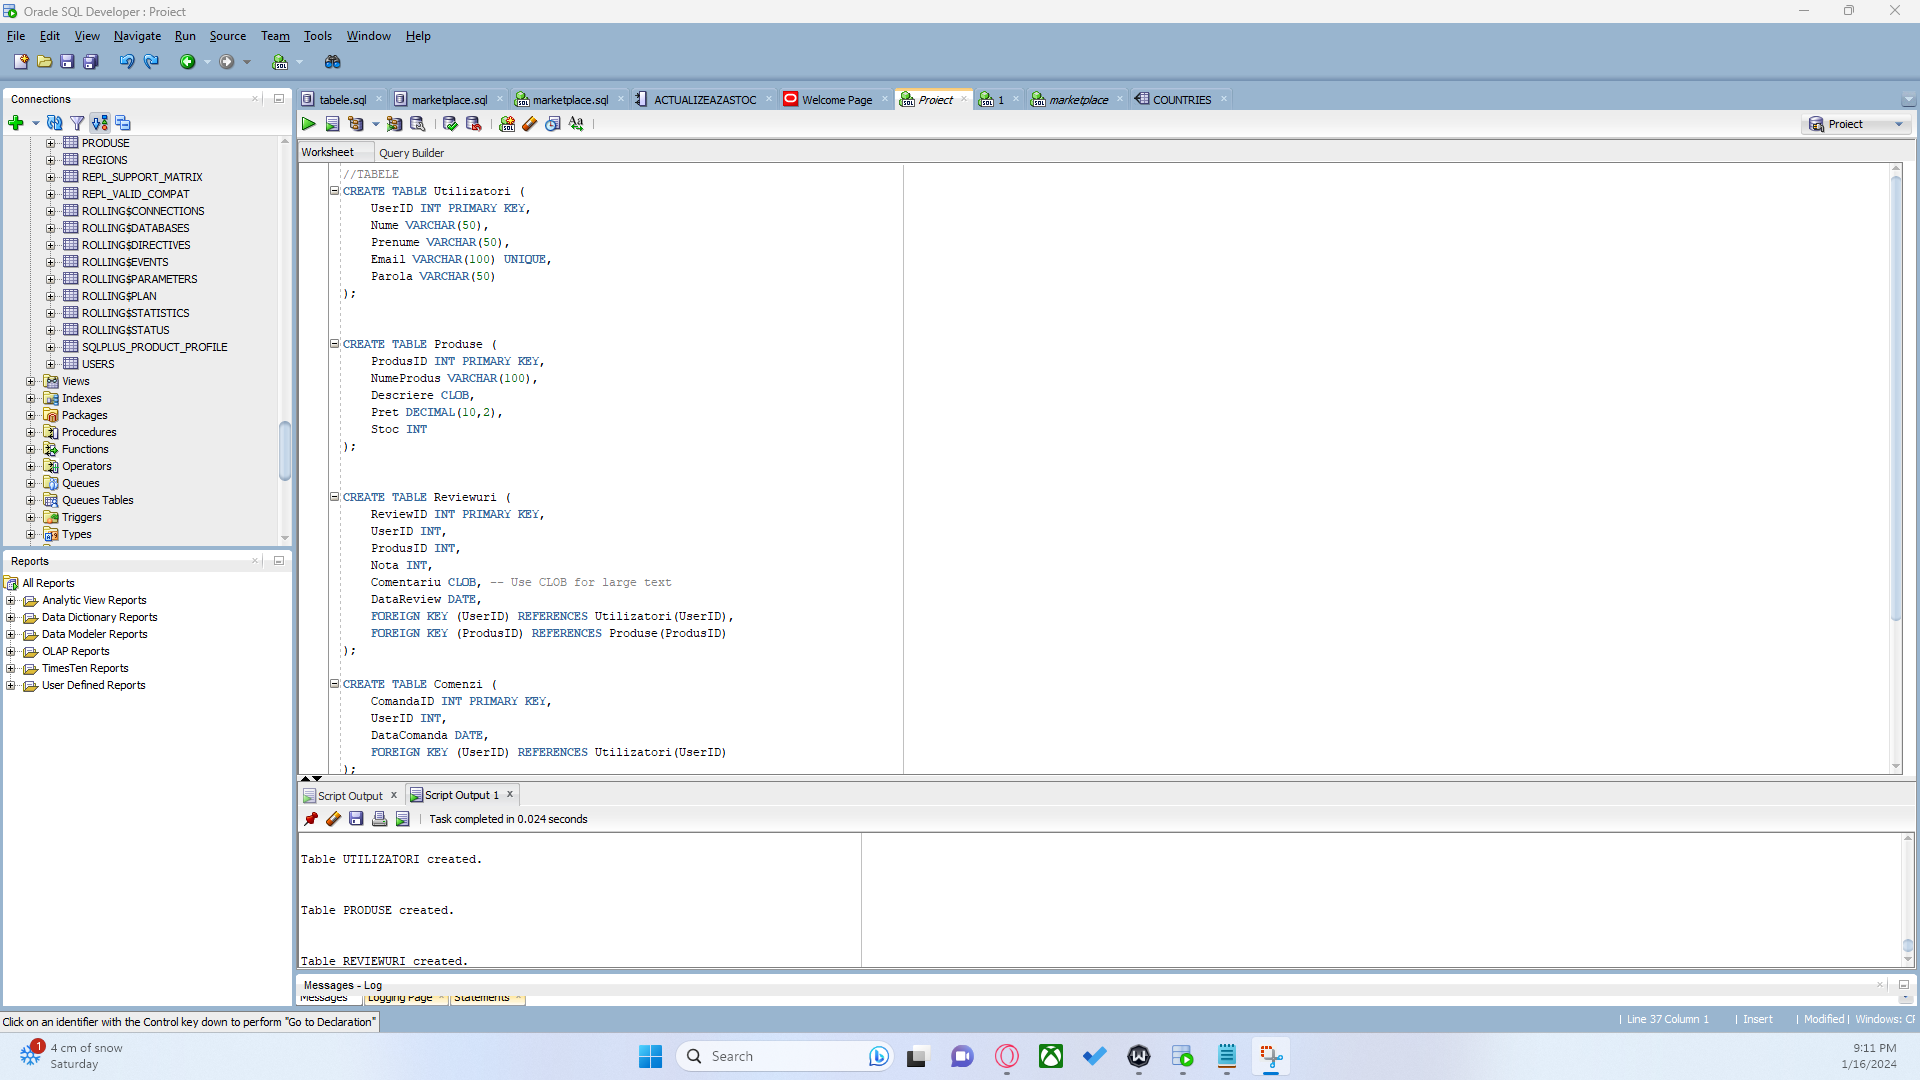 Oracle SQL Developer : Proiect
File Edit View Navigate Run Source Team Tools Window Help
Connections
PRODUSE
REGIONS
REPL_SUPPORT_MATRIX
REPL_VALID_COMPAT
ROLLING$CONNECTIONS
ROLLING$DATABASES
ROLLING$DIRECTIVES
ROLLING$EVENTS
ROLLING$PARAMETERS
ROLLING$PLAN
ROLLING$STATISTICS
ROLLING$STATUS
SQLPLUS_PRODUCT_PROFILE
USERS
Views
Indexes
Packages
Procedures
Functions
Operators
Queues
Queues Tables
Triggers
Types
Reports
All Reports
Analytic View Reports
Data Dictionary Reports
Data Modeler Reports
OLAP Reports
TimesTen Reports
User Defined Reports
tabele.sql marketplace.sql marketplace.sql ACTUALIZEAZASTOC Welcome Page Proiect 1 marketplace COUNTRIES
Proiect
Worksheet Query Builder
//TABELE
CREATE TABLE Utilizatori (
UserID INT PRIMARY KEY,
Nume VARCHAR(50),
Prenume VARCHAR(50),
Email VARCHAR(100) UNIQUE,
Parola VARCHAR(50)
);
CREATE TABLE Produse (
ProdusID INT PRIMARY KEY,
NumeProdus VARCHAR(100),
Descriere CLOB,
Pret DECIMAL(10,2),
Stoc INT
);
CREATE TABLE Reviewuri (
ReviewID INT PRIMARY KEY,
UserID INT,
ProdusID INT,
Nota INT,
Comentariu CLOB, -- Use CLOB for large text
DataReview DATE,
FOREIGN KEY (UserID) REFERENCES Utilizatori(UserID),
FOREIGN KEY (ProdusID) REFERENCES Produse(ProdusID)
);
CREATE TABLE Comenzi (
ComandaID INT PRIMARY KEY,
UserID INT,
DataComanda DATE,
FOREIGN KEY (UserID) REFERENCES Utilizatori(UserID)
);
Script Output Script Output 1
Task completed in 0.024 seconds
Table UTILIZATORI created.
Table PRODUSE created.
Table REVIEWURI created.
Messages - Log
Messages Logging Page Statements
Click on an identifier with the Control key down to perform "Go to Declaration"
Line 37 Column 1 Insert Modified Windows: CF
1
4 cm of snow
Saturday
Search
9:11 PM
1/16/2024